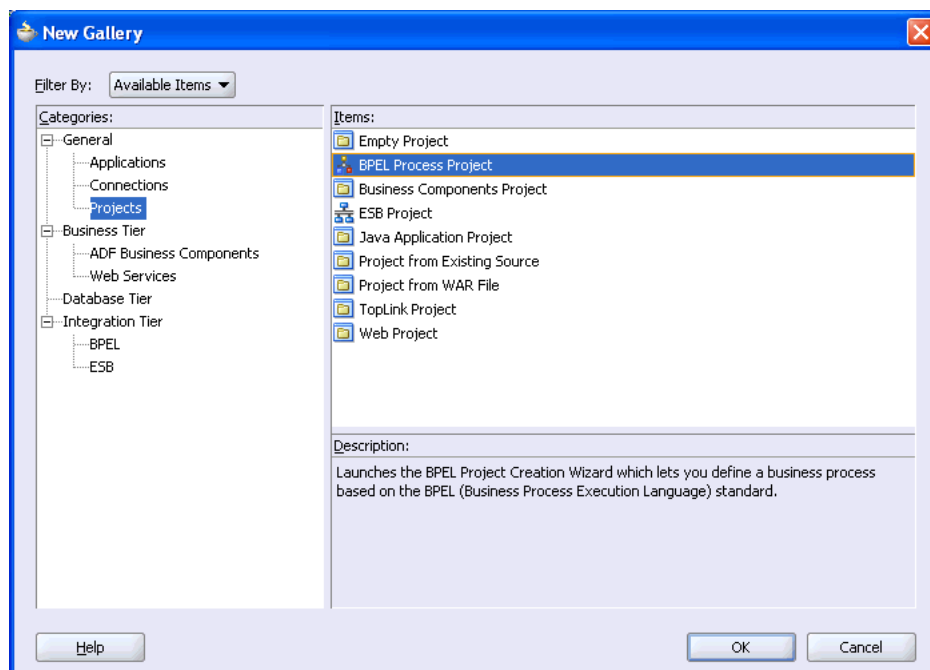 New Gallery
Filter By: Available Items
Categories:
General
Applications
Connections
Projects
Business Tier
ADF Business Components
Web Services
Database Tier
Integration Tier
BPEL
ESB
Items:
Empty Project
BPEL Process Project
Business Components Project
ESB Project
Java Application Project
Project from Existing Source
Project from WAR File
TopLink Project
Web Project
Description:
Launches the BPEL Project Creation Wizard which lets you define a business process
based on the BPEL (Business Process Execution Language) standard.
Help OK Cancel